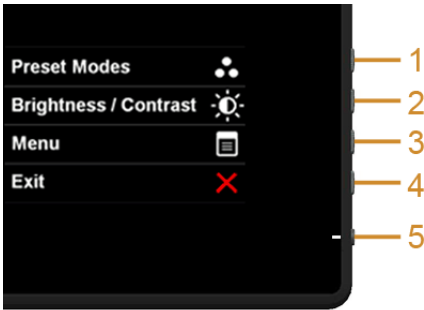 Preset Modes 1
Brightness / Contrast 2
Menu 3
Exit 4
5